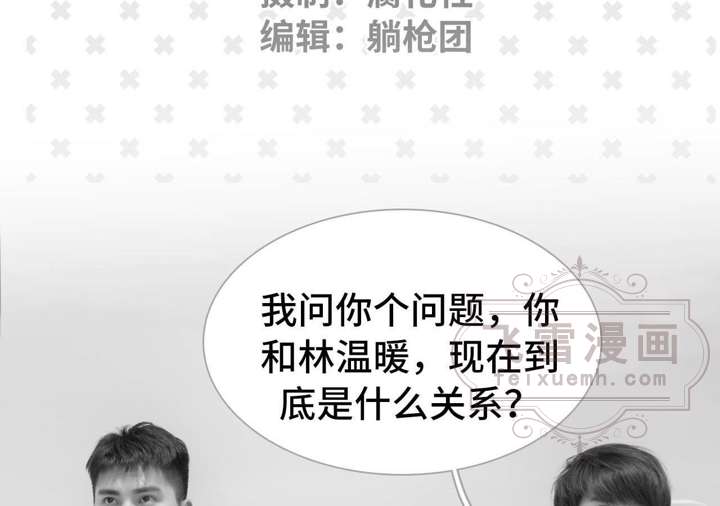 编辑：躺枪团
我问你个问题，你
和林温暖，现在到
底是什么关系？
飞雪漫画
feixuemh.com